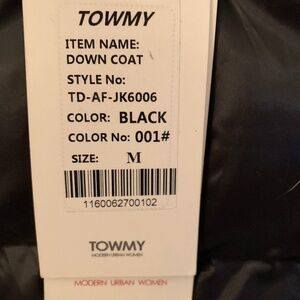 TOWMY
ITEM NAME:
DOWN COAT
STYLE No:
TD-AF-JK6006
COLOR: BLACK
COLOR No: 001#
SIZE: M
1160062700102
TOWMY
MODERN URBAN WOMEN
MODERN URBAN WOMEN